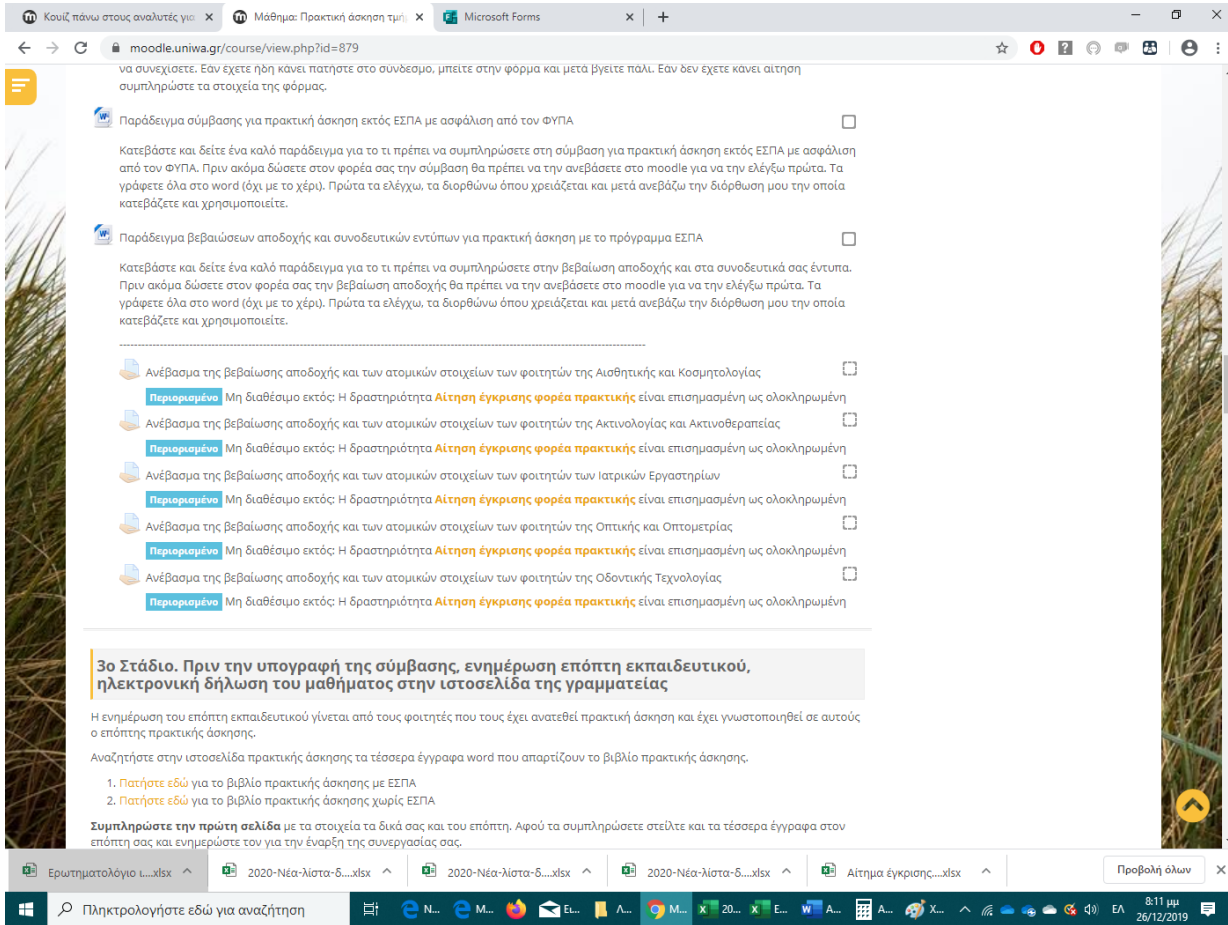 Κουίζ πάνω στους αναλυτές για
Μάθημα: Πρακτική άσκηση τμή
Microsoft Forms
moodle.uniwa.gr/course/view.php?id=879
να συνεχίσετε. Εάν έχετε ήδη κάνει πατήστε στο σύνδεσμο, μπείτε στην φόρμα και μετά βγείτε πάλι. Εάν δεν έχετε κάνει αίτηση
συμπληρώστε τα στοιχεία της φόρμας.
Παράδειγμα σύμβασης για πρακτική άσκηση εκτός ΕΣΠΑ με ασφάλιση από τον ΦΥΠΑ
Κατεβάστε και δείτε ένα καλό παράδειγμα για το τι πρέπει να συμπληρώσετε στη σύμβαση για πρακτική άσκηση εκτός ΕΣΠΑ με ασφάλιση
από τον ΦΥΠΑ. Πριν ακόμα δώσετε στον φορέα σας την σύμβαση θα πρέπει να την ανεβάσετε στο moodle για να την ελέγξω πρώτα. Τα
γράφετε όλα στο word (όχι με το χέρι). Πρώτα τα ελέγχω, τα διορθώνω όπου χρειάζεται και μετά ανεβάζω την διόρθωση μου την οποία
κατεβάζετε και χρησιμοποιείτε.
Παράδειγμα βεβαιώσεων αποδοχής και συνοδευτικών εντύπων για πρακτική άσκηση με το πρόγραμμα ΕΣΠΑ
Κατεβάστε και δείτε ένα καλό παράδειγμα για το τι πρέπει να συμπληρώσετε στην βεβαίωση αποδοχής και στα συνοδευτικά σας έντυπα.
Πριν ακόμα δώσετε στον φορέα σας την βεβαίωση αποδοχής θα πρέπει να την ανεβάσετε στο moodle για να την ελέγξω πρώτα. Τα
γράφετε όλα στο word (όχι με το χέρι). Πρώτα τα ελέγχω, τα διορθώνω όπου χρειάζεται και μετά ανεβάζω την διόρθωση μου την οποία
κατεβάζετε και χρησιμοποιείτε.
Ανέβασμα της βεβαίωσης αποδοχής και των ατομικών στοιχείων των φοιτητών της Αισθητικής και Κοσμητολογίας
Περιορισμένο Μη διαθέσιμο εκτός: Η δραστηριότητα Αίτηση έγκρισης φορέα πρακτικής είναι επισημασμένη ως ολοκληρωμένη
Ανέβασμα της βεβαίωσης αποδοχής και των ατομικών στοιχείων των φοιτητών της Ακτινολογίας και Ακτινοθεραπείας
Περιορισμένο Μη διαθέσιμο εκτός: Η δραστηριότητα Αίτηση έγκρισης φορέα πρακτικής είναι επισημασμένη ως ολοκληρωμένη
Ανέβασμα της βεβαίωσης αποδοχής και των ατομικών στοιχείων των φοιτητών των Ιατρικών Εργαστηρίων
Περιορισμένο Μη διαθέσιμο εκτός: Η δραστηριότητα Αίτηση έγκρισης φορέα πρακτικής είναι επισημασμένη ως ολοκληρωμένη
Ανέβασμα της βεβαίωσης αποδοχής και των ατομικών στοιχείων των φοιτητών της Οπτικής και Οπτομετρίας
Περιορισμένο Μη διαθέσιμο εκτός: Η δραστηριότητα Αίτηση έγκρισης φορέα πρακτικής είναι επισημασμένη ως ολοκληρωμένη
Ανέβασμα της βεβαίωσης αποδοχής και των ατομικών στοιχείων των φοιτητών της Οδοντικής Τεχνολογίας
Περιορισμένο Μη διαθέσιμο εκτός: Η δραστηριότητα Αίτηση έγκρισης φορέα πρακτικής είναι επισημασμένη ως ολοκληρωμένη
3ο Στάδιο. Πριν την υπογραφή της σύμβασης, ενημέρωση επόπτη εκπαιδευτικού,
ηλεκτρονική δήλωση του μαθήματος στην ιστοσελίδα της γραμματείας
Η ενημέρωση του επόπτη εκπαιδευτικού γίνεται από τους φοιτητές που τους έχει ανατεθεί πρακτική άσκηση και έχει γνωστοποιηθεί σε αυτούς
ο επόπτης πρακτικής άσκησης.
Αναζητήστε στην ιστοσελίδα πρακτικής άσκησης τα τέσσερα έγγραφα word που απαρτίζουν το βιβλίο πρακτικής άσκησης.
1. Πατήστε εδώ για το βιβλίο πρακτικής άσκησης με ΕΣΠΑ
2. Πατήστε εδώ για το βιβλίο πρακτικής άσκησης χωρίς ΕΣΠΑ
Συμπληρώστε την πρώτη σελίδα με τα στοιχεία τα δικά σας και του επόπτη. Αφού τα συμπληρώσετε στείλτε και τα τέσσερα έγγραφα στον
επόπτη σας και ενημερώστε τον για την έναρξη της συνεργασίας σας.
Ερωτηματολόγιο ι....xlsx
2020-Νέα-λίστα-δ....xlsx
2020-Νέα-λίστα-δ....xlsx
2020-Νέα-λίστα-δ....xlsx
Αίτημα έγκρισης....xlsx
Προβολή όλων
Πληκτρολογήστε εδώ για αναζήτηση
N... M... Ει... Λ... M... 20... Ε... Α... Α... Χ... ΕΛ
8:11 μμ
26/12/2019